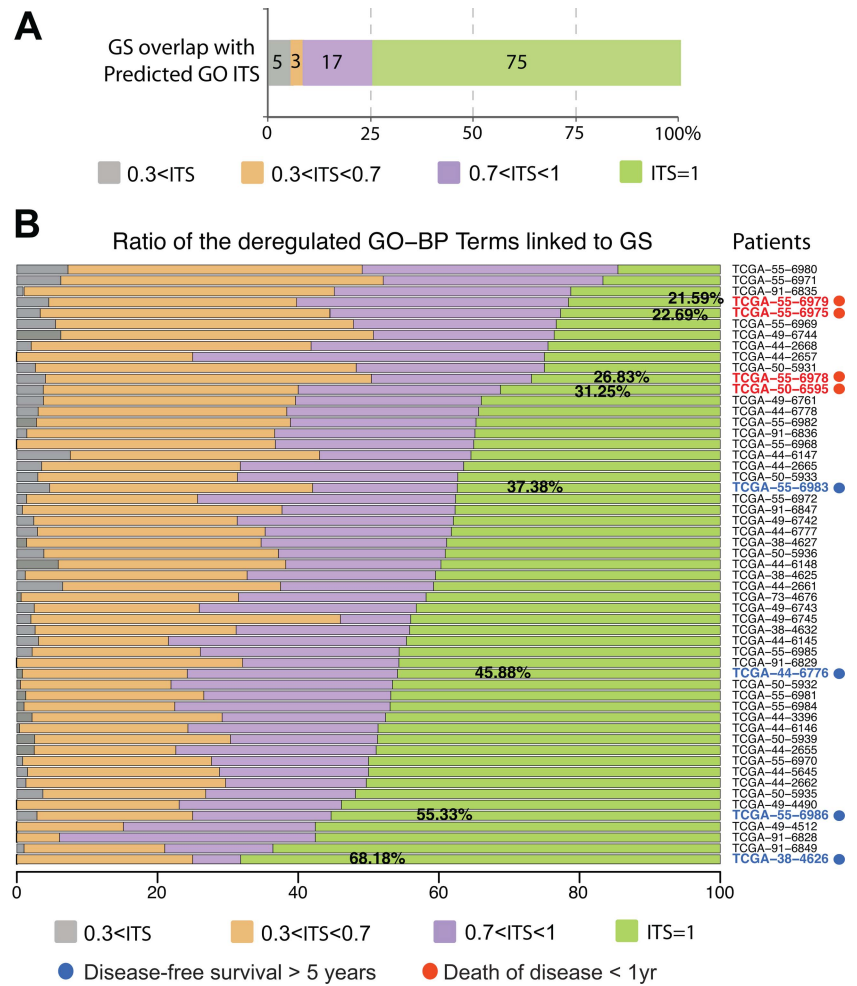 A
GS overlap with
Predicted GO ITS
5 3 17 75
0 25 50 75 100%
0.3<ITS 0.3<ITS<0.7 0.7<ITS<1 ITS=1
B
Ratio of the deregulated GO−BP Terms linked to GS Patients
TCGA−55−6980
TCGA−55−6971
TCGA−91−6835
21.59% TCGA−55−6979
22.69% TCGA−55−6975
TCGA−55−6969
TCGA−49−6744
TCGA−44−2668
TCGA−44−2657
TCGA−50−5931
26.83% TCGA−55−6978
31.25% TCGA−50−6595
TCGA−49−6761
TCGA−44−6778
TCGA−55−6982
TCGA−91−6836
TCGA−55−6968
TCGA−44−6147
TCGA−44−2665
TCGA−50−5933
37.38% TCGA−55−6983
TCGA−55−6972
TCGA−91−6847
TCGA−49−6742
TCGA−44−6777
TCGA−38−4627
TCGA−50−5936
TCGA−44−6148
TCGA−38−4625
TCGA−44−2661
TCGA−73−4676
TCGA−49−6743
TCGA−49−6745
TCGA−38−4632
TCGA−44−6145
TCGA−55−6985
TCGA−91−6829
45.88% TCGA−44−6776
TCGA−50−5932
TCGA−55−6981
TCGA−55−6984
TCGA−44−3396
TCGA−44−6146
TCGA−50−5939
TCGA−44−2655
TCGA−55−6970
TCGA−44−5645
TCGA−44−2662
TCGA−50−5935
TCGA−49−4490
55.33% TCGA−55−6986
TCGA−49−4512
TCGA−91−6828
TCGA−91−6849
68.18% TCGA−38−4626
0 20 40 60 80 100
0.3<ITS 0.3<ITS<0.7 0.7<ITS<1 ITS=1
Disease-free survival > 5 years Death of disease < 1yr